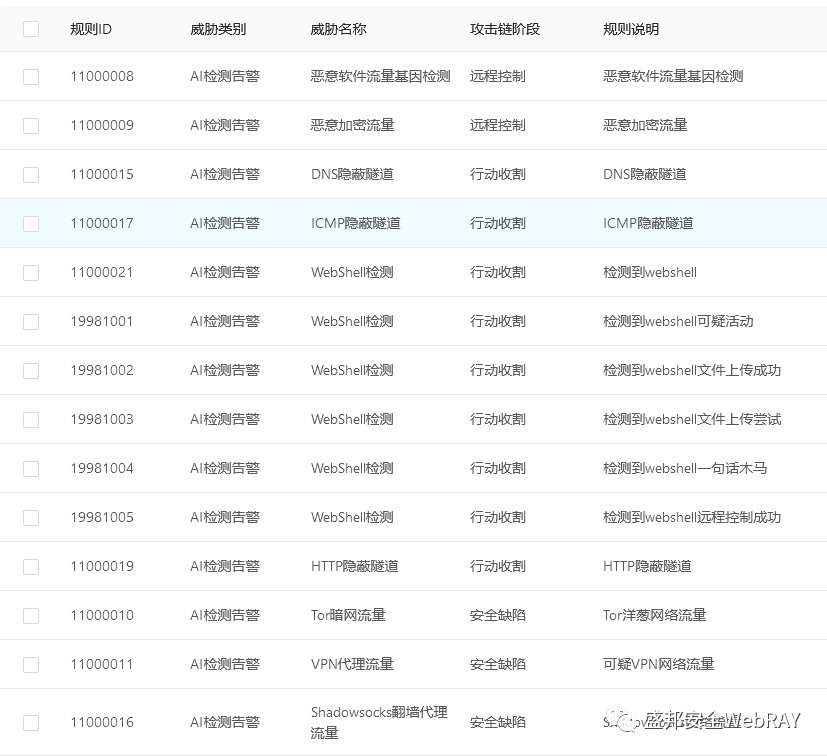 规则ID 威胁类别 威胁名称 攻击链阶段 规则说明
11000008 AI检测告警 恶意软件流量基因检测 远程控制 恶意软件流量基因检测
11000009 AI检测告警 恶意加密流量 远程控制 恶意加密流量
11000015 AI检测告警 DNS隐蔽隧道 行动收割 DNS隐蔽隧道
11000017 AI检测告警 ICMP隐蔽隧道 行动收割 ICMP隐蔽隧道
11000021 AI检测告警 WebShell检测 行动收割 检测到webshell
19981001 AI检测告警 WebShell检测 行动收割 检测到webshell可疑活动
19981002 AI检测告警 WebShell检测 行动收割 检测到webshell文件上传成功
19981003 AI检测告警 WebShell检测 行动收割 检测到webshell文件上传尝试
19981004 AI检测告警 WebShell检测 行动收割 检测到webshell一句话木马
19981005 AI检测告警 WebShell检测 行动收割 检测到webshell远程控制成功
11000019 AI检测告警 HTTP隐蔽隧道 行动收割 HTTP隐蔽隧道
11000010 AI检测告警 Tor暗网流量 安全缺陷 Tor洋葱网络流量
11000011 AI检测告警 VPN代理流量 安全缺陷 可疑VPN网络流量
11000016 AI检测告警 Shadowsocks翻墙代理 安全缺陷
流量
盛邦安全WebRAY